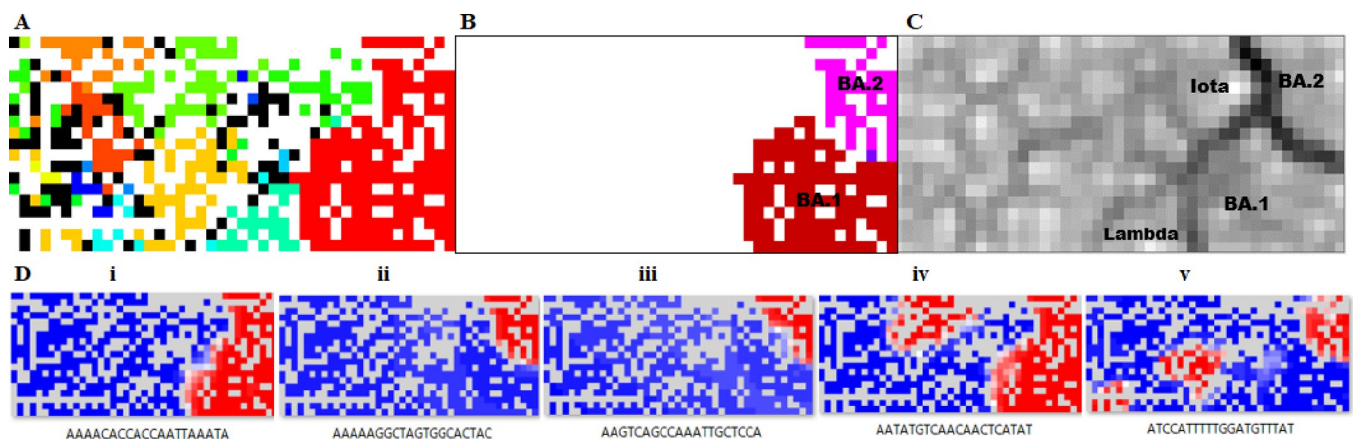 A B C
BA.2
BA.1
Iota
BA.2
BA.1
Lambda
D i ii iii iv v
AAAACACCACCAATTAAATA AAAAAGGCTAGTGGCACTAC AAGTCAGCCAAATTGCTCCA AATATGTCAACAACTCATAT ATCCATTTTTGGATGTTTAT